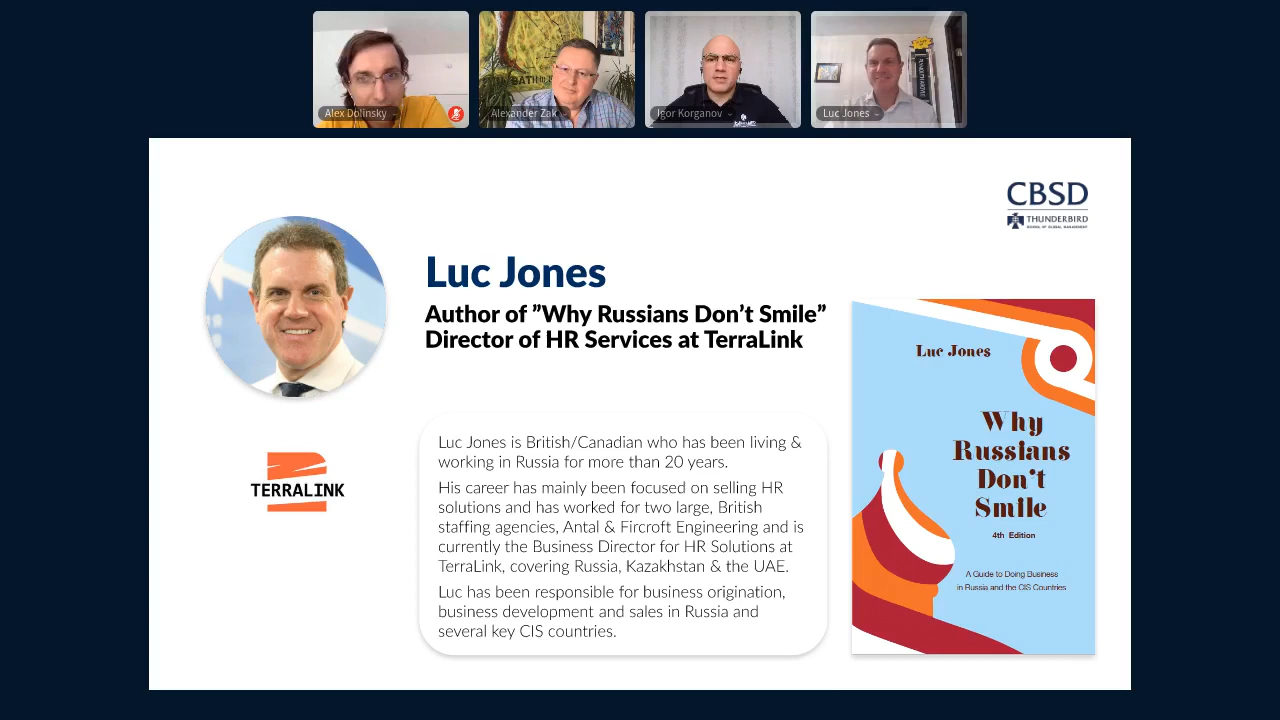 Alex Dolinsky
Alexander Zak
Igor Korganov
Luc Jones
CBSD
THUNDERBIRD
SCHOOL OF GLOBAL MANAGEMENT
Luc Jones
Author of ”Why Russians Don’t Smile”
Director of HR Services at TerraLink
TERRALINK
Luc Jones is British/Canadian who has been living &
working in Russia for more than 20 years.
His career has mainly been focused on selling HR
solutions and has worked for two large, British
staffing agencies, Antal & Fircroft Engineering and is
currently the Business Director for HR Solutions at
TerraLink, covering Russia, Kazakhstan & the UAE.
Luc has been responsible for business origination,
business development and sales in Russia and
several key CIS countries.
Luc Jones
Why
Russians
Don't
Smile
4th Edition
A Guide to Doing Business
in Russia and the CIS Countries